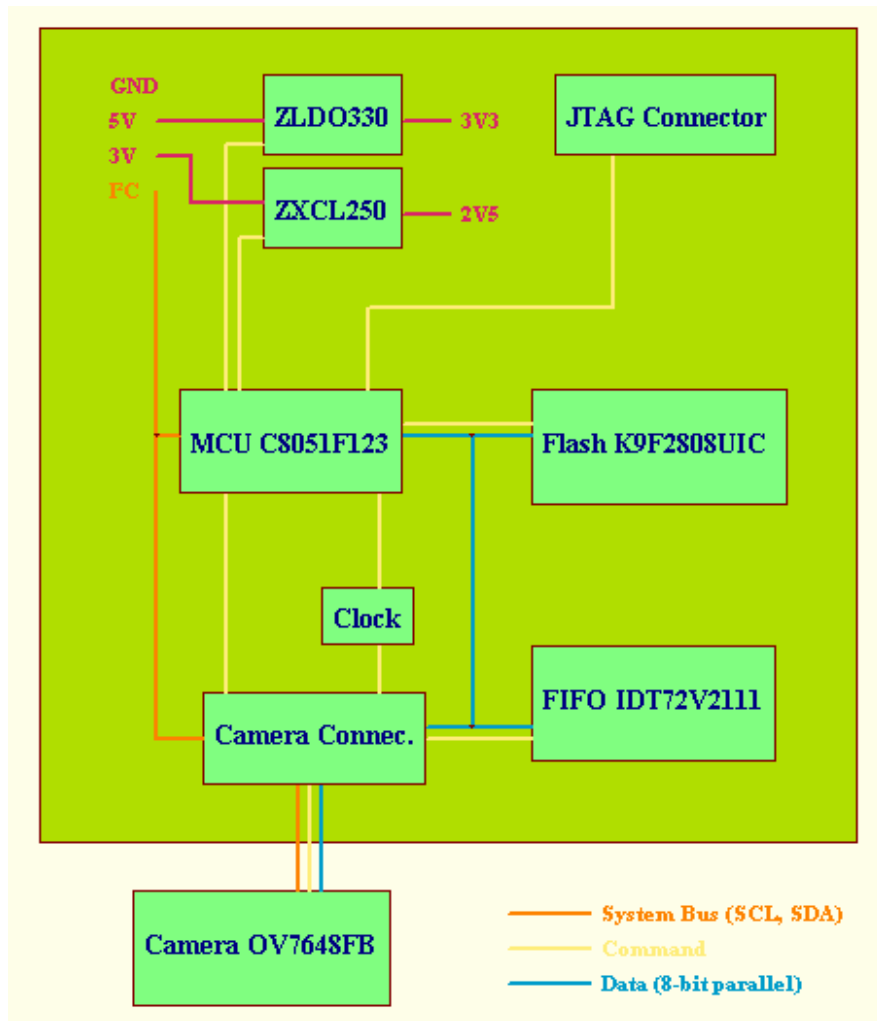 GND
5V
3V
I²C
ZLDO330
3V3
ZXCL250
2V5
JTAG Connector
MCU C8051F123
Flash K9F2808UIC
Clock
Camera Connec.
FIFO IDT72V2111
Camera OV7648FB
System Bus (SCL, SDA)
Command
Data (8-bit parallel)